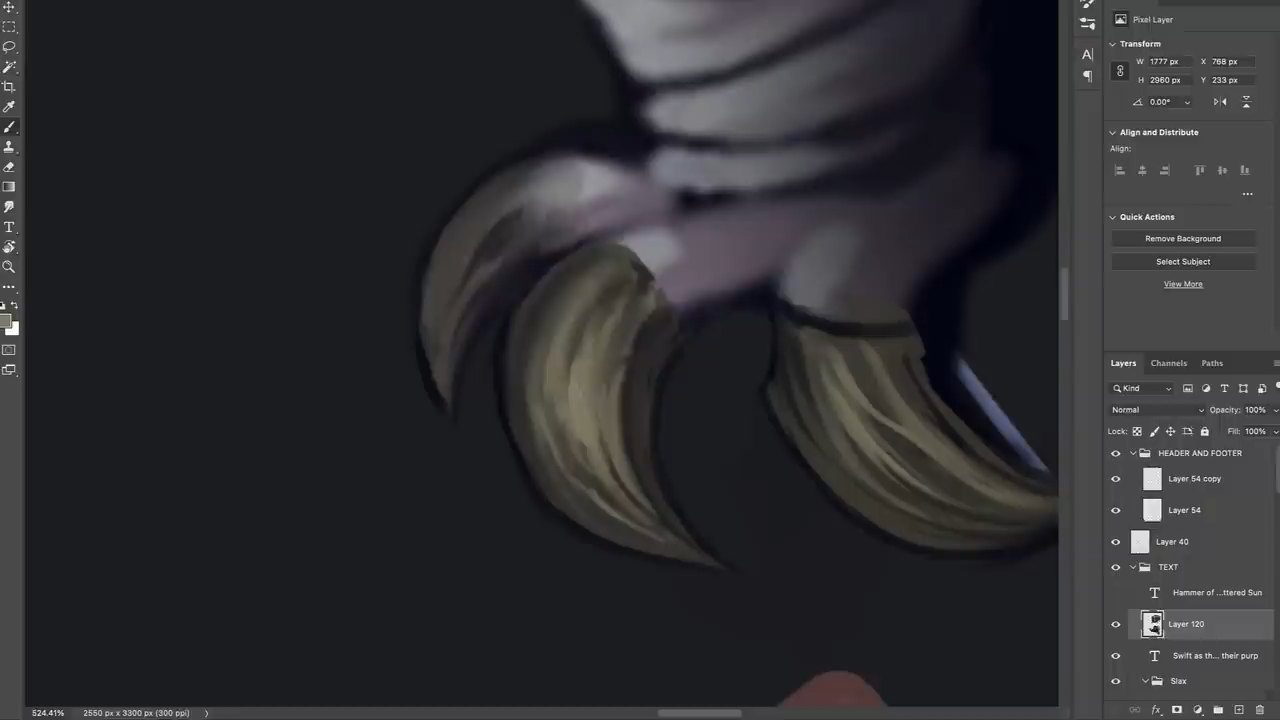 Pixel Layer
Transform
W 1777 px X 768 px
H 2960 px Y 233 px
0.00°
Align and Distribute
Align:
Quick Actions
Remove Background
Select Subject
View More
Layers Channels Paths
Kind
Normal Opacity: 100%
Lock: Fill: 100%
HEADER AND FOOTER
Layer 54 copy
Layer 54
Layer 40
TEXT
Hammer of ...ttered Sun
Layer 120
Swift as th... their purp
Slax
524.41% 2550 px x 3300 px (300 ppi)